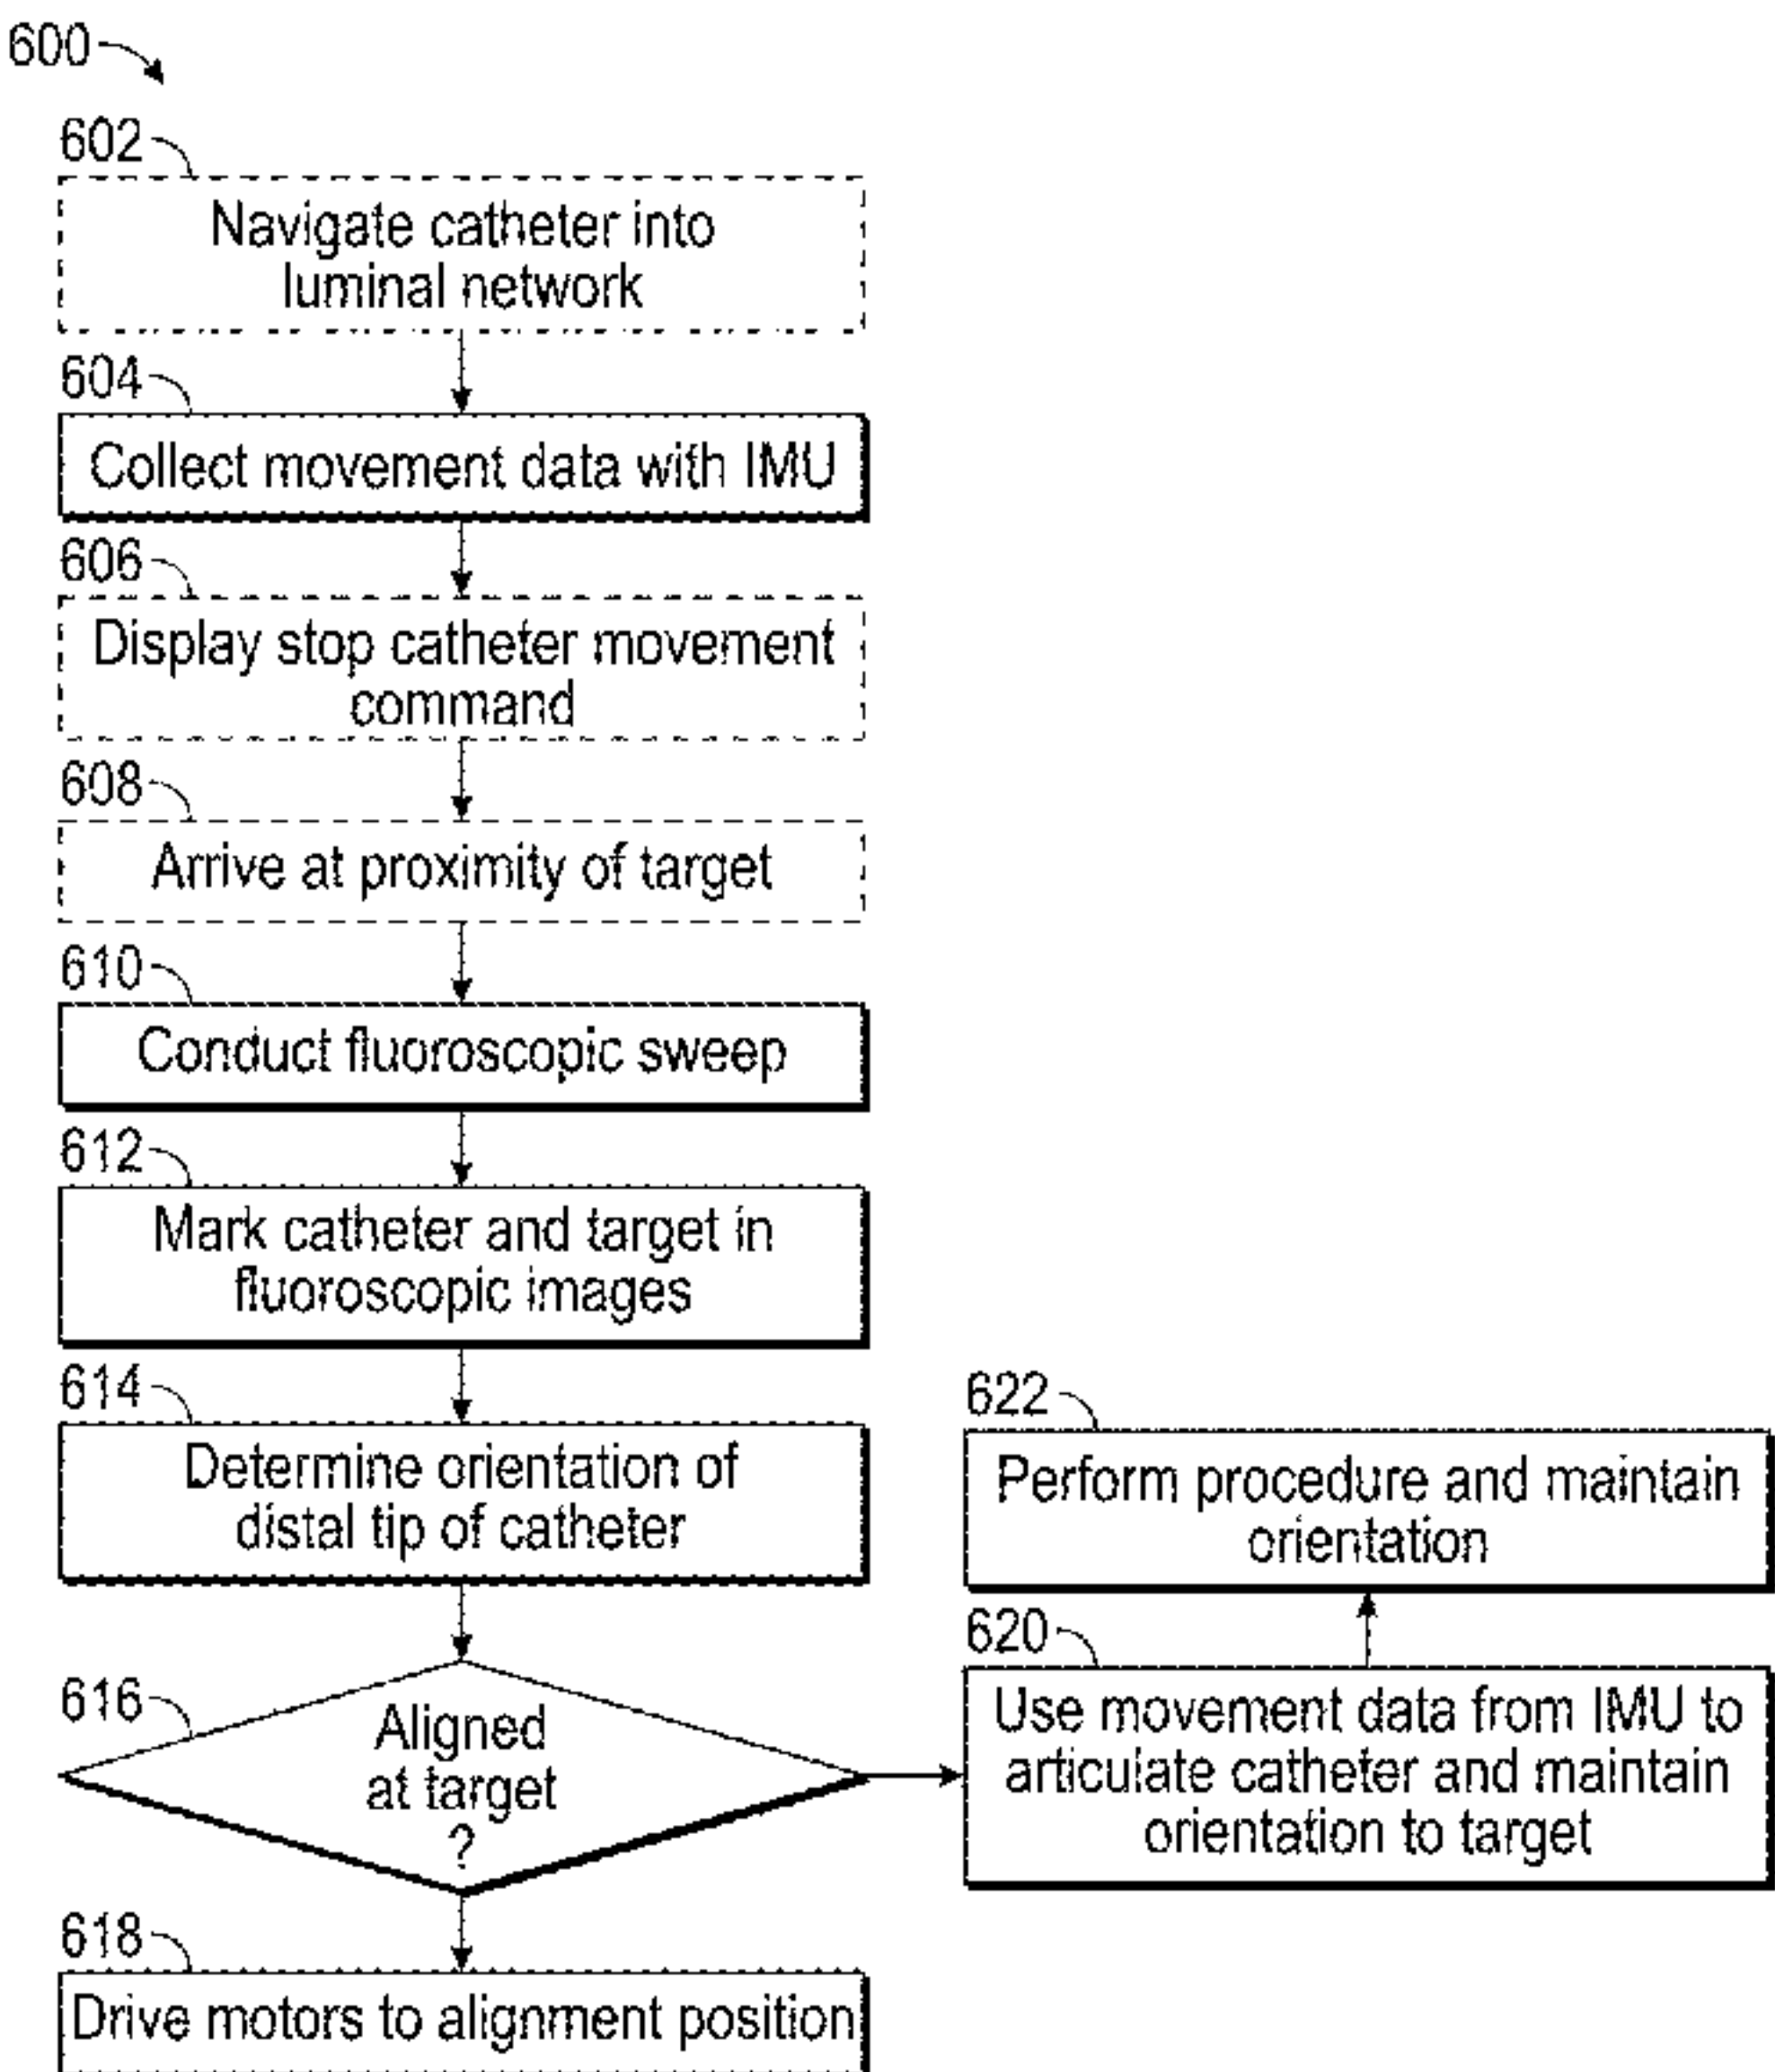 600
602
Navigate catheter into
luminal network
604
Collect movement data with IMU
606
Display stop catheter movement
command
608
Arrive at proximity of target
610
Conduct fluoroscopic sweep
612
Mark catheter and target in
fluoroscopic images
614
Determine orientation of
distal tip of catheter
616
Aligned
at target
?
618
Drive motors to alignment position
620
Use movement data from IMU to
articulate catheter and maintain
orientation to target
622
Perform procedure and maintain
orientation